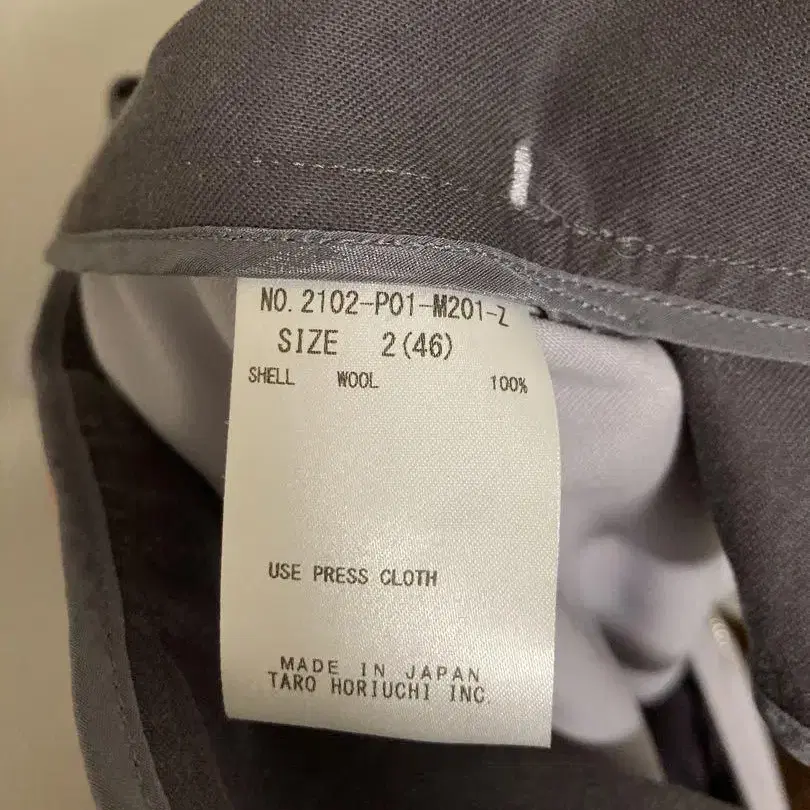 NO. 2102-P01-M201-Z
SIZE 2(46)
SHELL WOOL 100%
USE PRESS CLOTH
MADE IN JAPAN
TARO HORIUCHI INC.